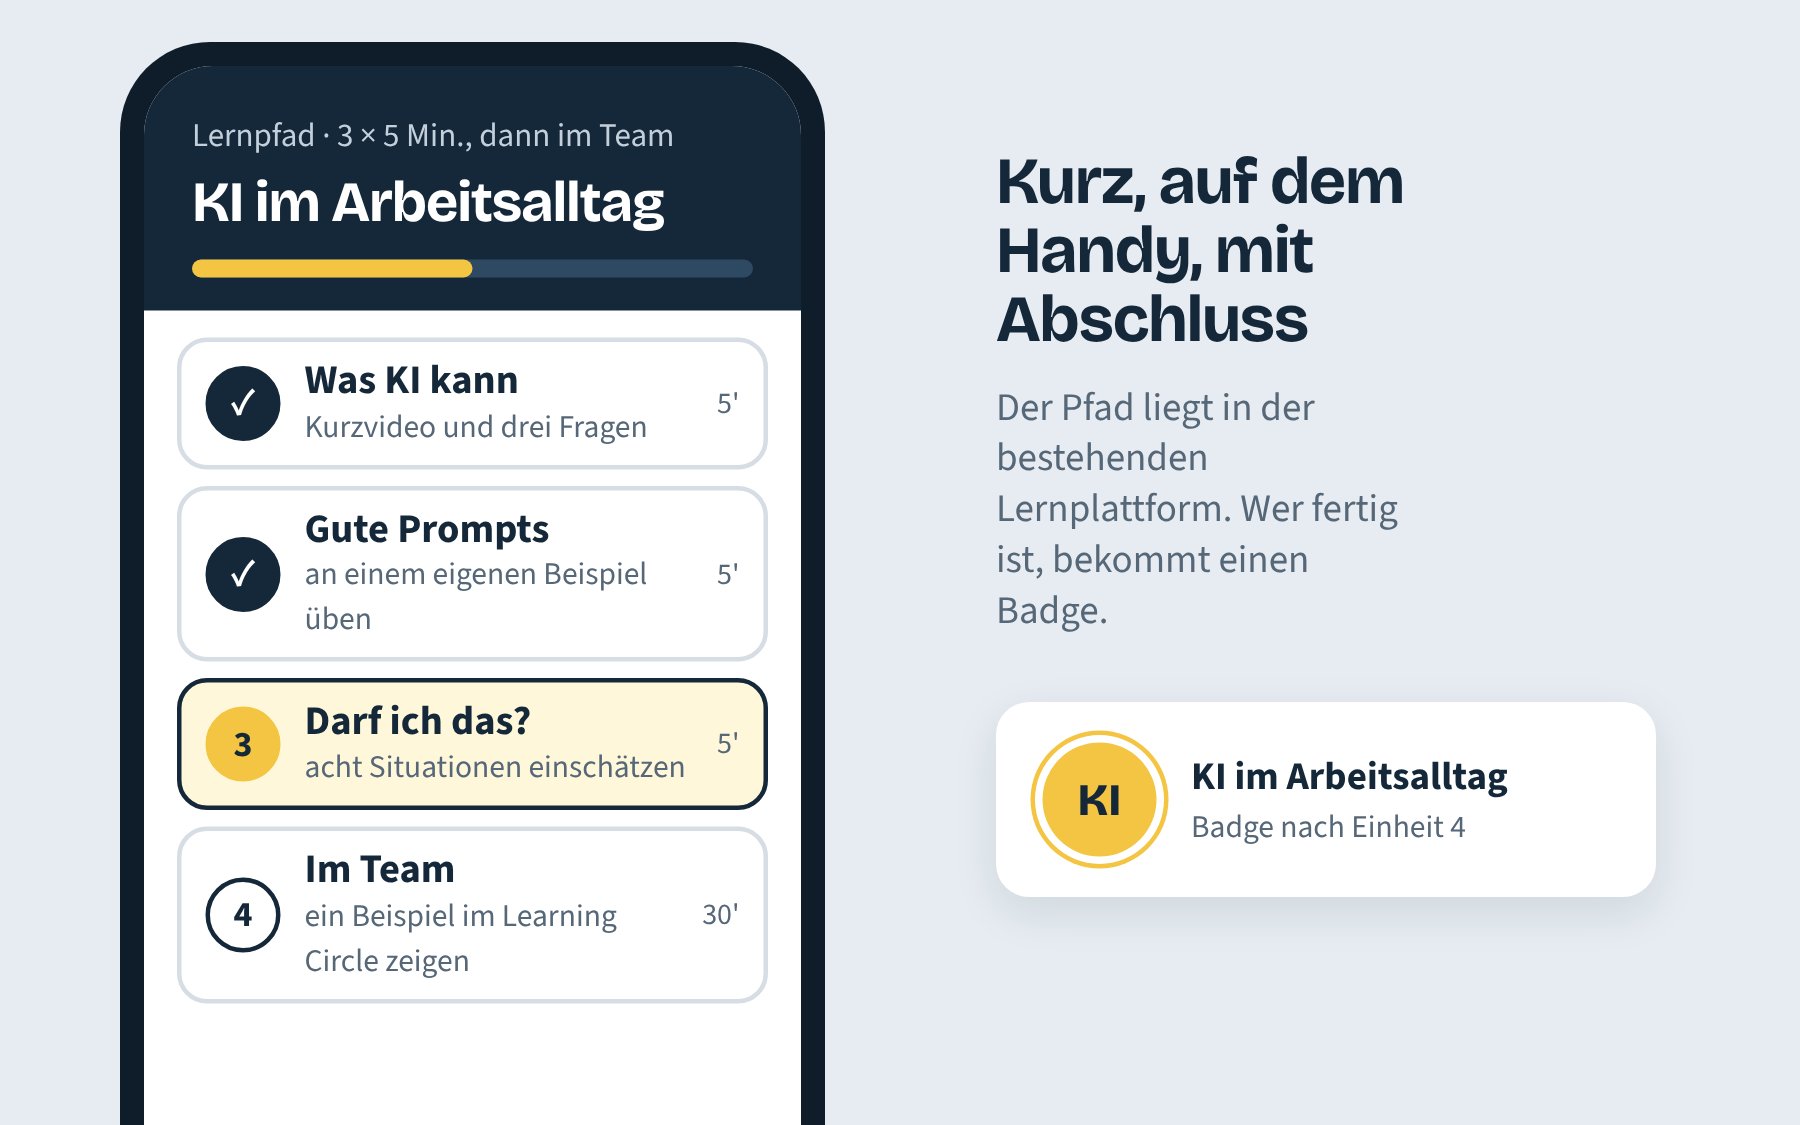 Lernpfad · 3 × 5 Min., dann im Team
KI im Arbeitsalltag
✓
Was KI kann
Kurzvideo und drei Fragen
5'
✓
Gute Prompts
an einem eigenen Beispiel
üben
5'
3
Darf ich das?
acht Situationen einschätzen
5'
4
Im Team
ein Beispiel im Learning
Circle zeigen
30'
Kurz, auf dem
Handy, mit
Abschluss
Der Pfad liegt in der
bestehenden
Lernplattform. Wer fertig
ist, bekommt einen
Badge.
KI
KI im Arbeitsalltag
Badge nach Einheit 4